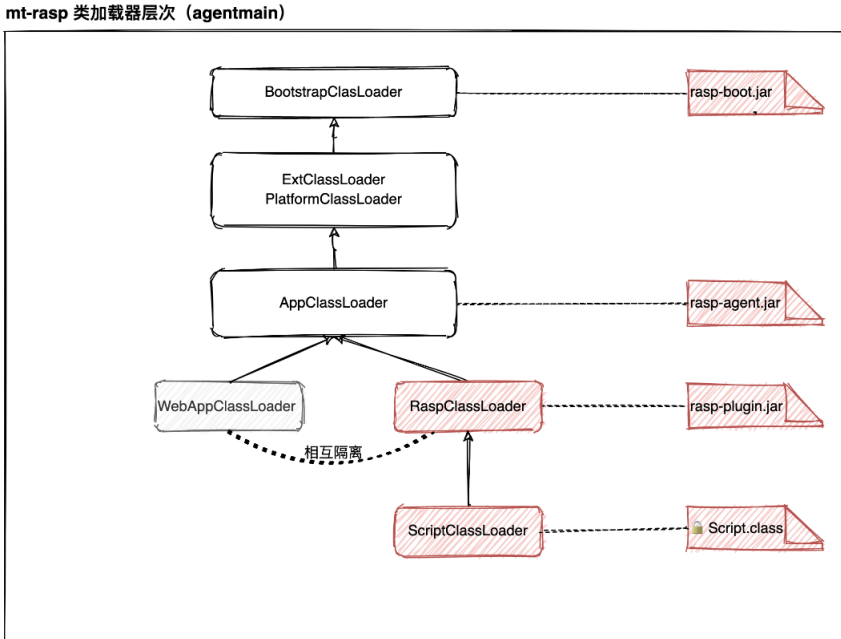 mt-rasp 类加载器层次（agentmain）
BootstrapClasLoader
rasp-boot.jar
ExtClassLoader
PlatformClassLoader
AppClassLoader
rasp-agent.jar
WebAppClassLoader
RaspClassLoader
rasp-plugin.jar
相互隔离
ScriptClassLoader
🔒 Script.class